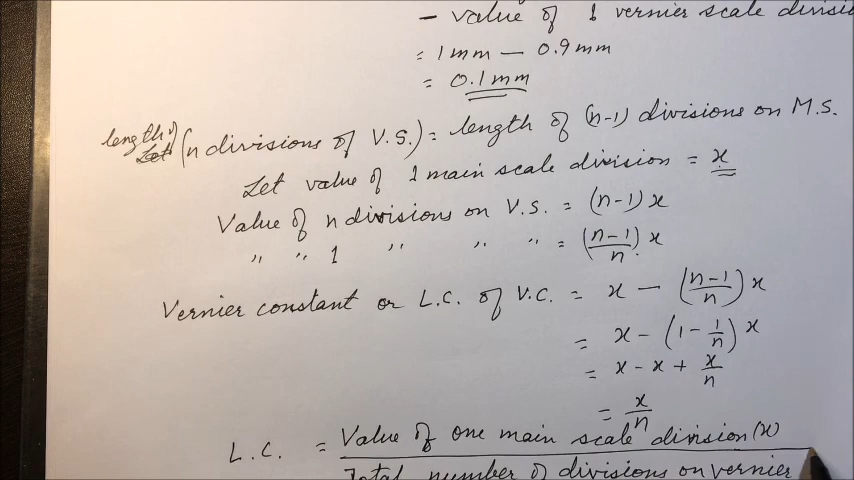 - value of 1 vernier scale divisi
= 1mm - 0.9mm
= 0.1mm
length of (n divisions of V.S.) = length of (n-1) divisions on M.S.
Let value of 1 main scale division = x
Value of n divisions on V.S. = (n-1)x
" " 1 " " " = (n-1/n)x
Vernier constant or L.C. of V.C. = x - (n-1/n)x
= x - (1 - 1/n)x
= x - x + x/n
= x/n
L.C. = Value of one main scale division (x)
Total number of divisions on vernier